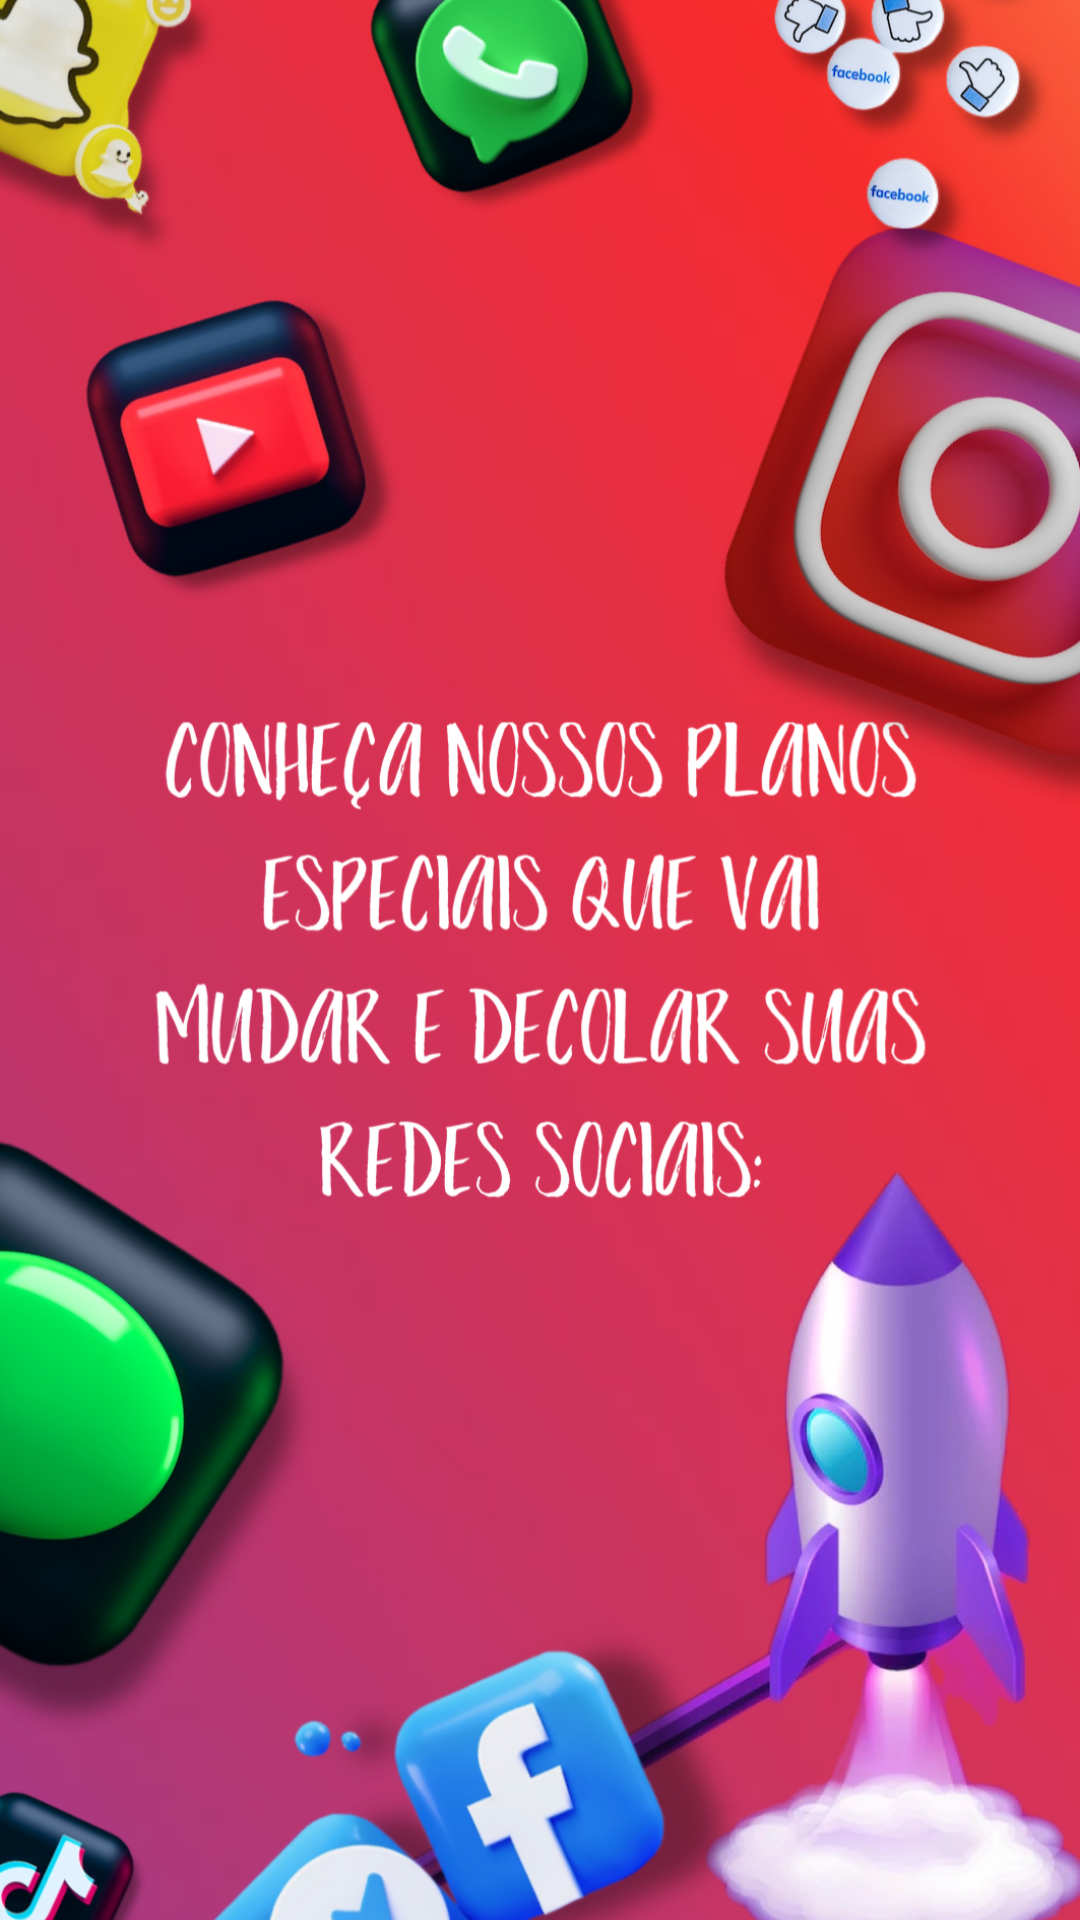 facebook
facebook
CONHEÇA NOSSOS PLANOS
ESPECIAIS QUE VAI
MUDAR E DECOLAR SUAS
REDES SOCIAIS: